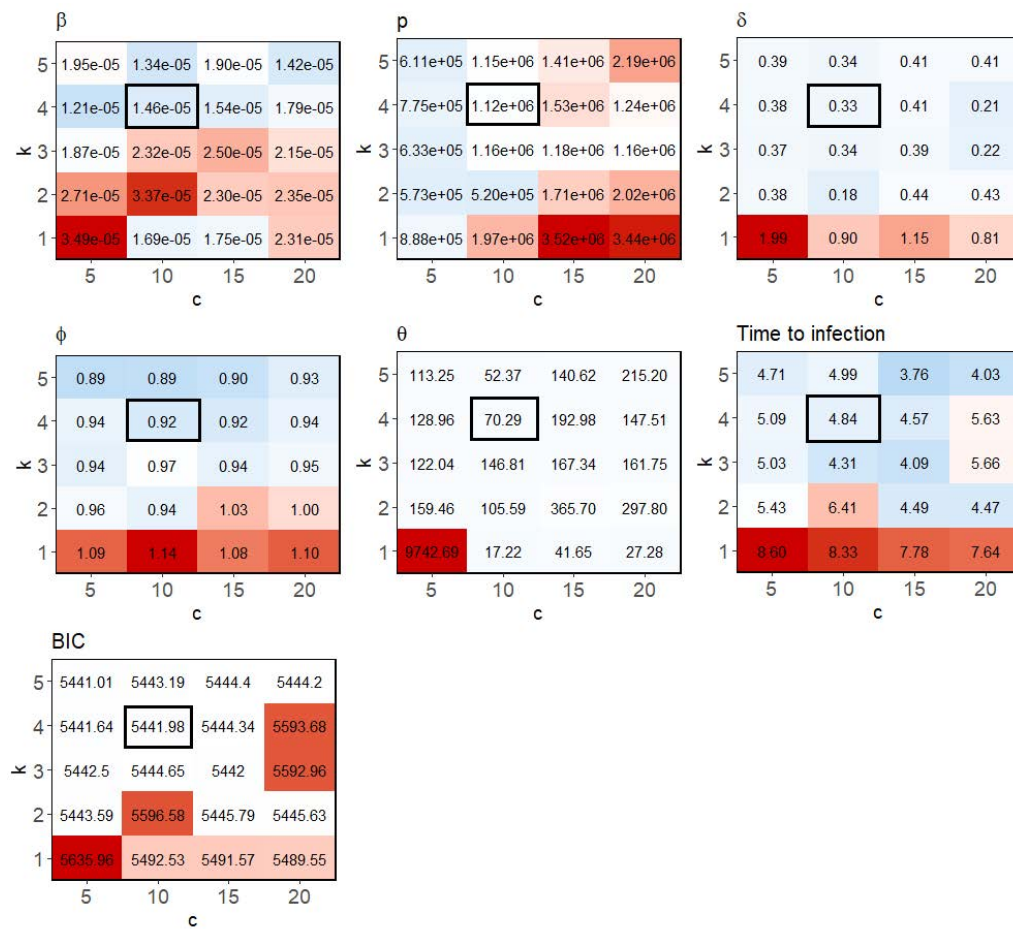 β
5 1.95e-05 1.34e-05 1.90e-05 1.42e-05
4 1.21e-05 1.46e-05 1.54e-05 1.79e-05
k 3 1.87e-05 2.32e-05 2.50e-05 2.15e-05
2 2.71e-05 3.37e-05 2.30e-05 2.35e-05
1 3.49e-05 1.69e-05 1.75e-05 2.31e-05
5 10 15 20
c
p
5 6.11e+05 1.15e+06 1.41e+06 2.19e+06
4 7.75e+05 1.12e+06 1.53e+06 1.24e+06
k 3 6.33e+05 1.16e+06 1.18e+06 1.16e+06
2 5.73e+05 5.20e+05 1.71e+06 2.02e+06
1 8.88e+05 1.97e+06 3.52e+06 3.44e+06
5 10 15 20
c
δ
5 0.39 0.34 0.41 0.41
4 0.38 0.33 0.41 0.21
k 3 0.37 0.34 0.39 0.22
2 0.38 0.18 0.44 0.43
1 1.99 0.90 1.15 0.81
5 10 15 20
c
ϕ
5 0.89 0.89 0.90 0.93
4 0.94 0.92 0.92 0.94
k 3 0.94 0.97 0.94 0.95
2 0.96 0.94 1.03 1.00
1 1.09 1.14 1.08 1.10
5 10 15 20
c
θ
5 113.25 52.37 140.62 215.20
4 128.96 70.29 192.98 147.51
k 3 122.04 146.81 167.34 161.75
2 159.46 105.59 365.70 297.80
1 9742.69 17.22 41.65 27.28
5 10 15 20
c
Time to infection
5 4.71 4.99 3.76 4.03
4 5.09 4.84 4.57 5.63
k 3 5.03 4.31 4.09 5.66
2 5.43 6.41 4.49 4.47
1 8.60 8.33 7.78 7.64
5 10 15 20
c
BIC
5 5441.01 5443.19 5444.4 5444.2
4 5441.64 5441.98 5444.34 5593.68
k 3 5442.5 5444.65 5442 5592.96
2 5443.59 5596.58 5445.79 5445.63
1 5635.96 5492.53 5491.57 5489.55
5 10 15 20
c